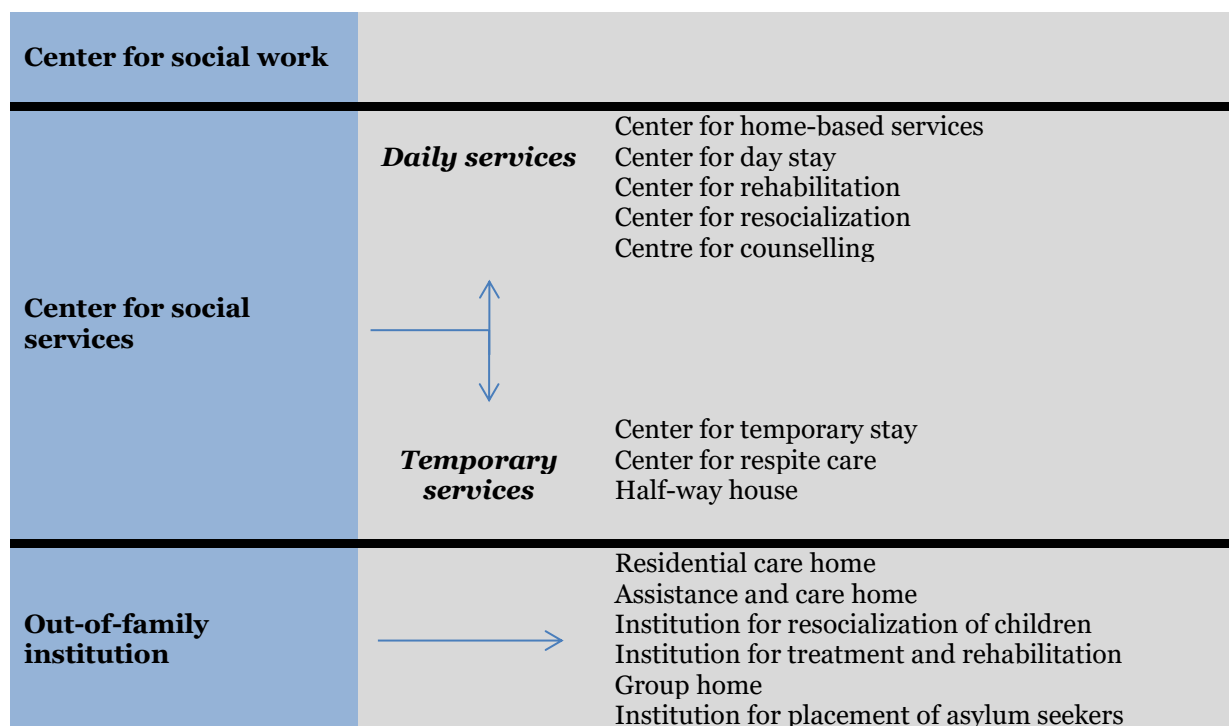 Center for social work
Center for social
services
Daily services
Center for home-based services
Center for day stay
Center for rehabilitation
Center for resocialization
Centre for counselling
Temporary
services
Center for temporary stay
Center for respite care
Half-way house
Out-of-family
institution
Residential care home
Assistance and care home
Institution for resocialization of children
Institution for treatment and rehabilitation
Group home
Institution for placement of asylum seekers